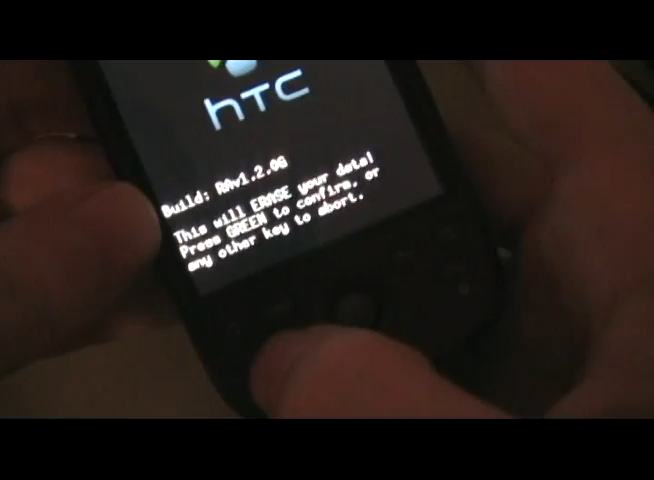 hTC
Build: RAv1.2.0G
This will ERASE your data!
Press GREEN to confirm, or
any other key to abort.